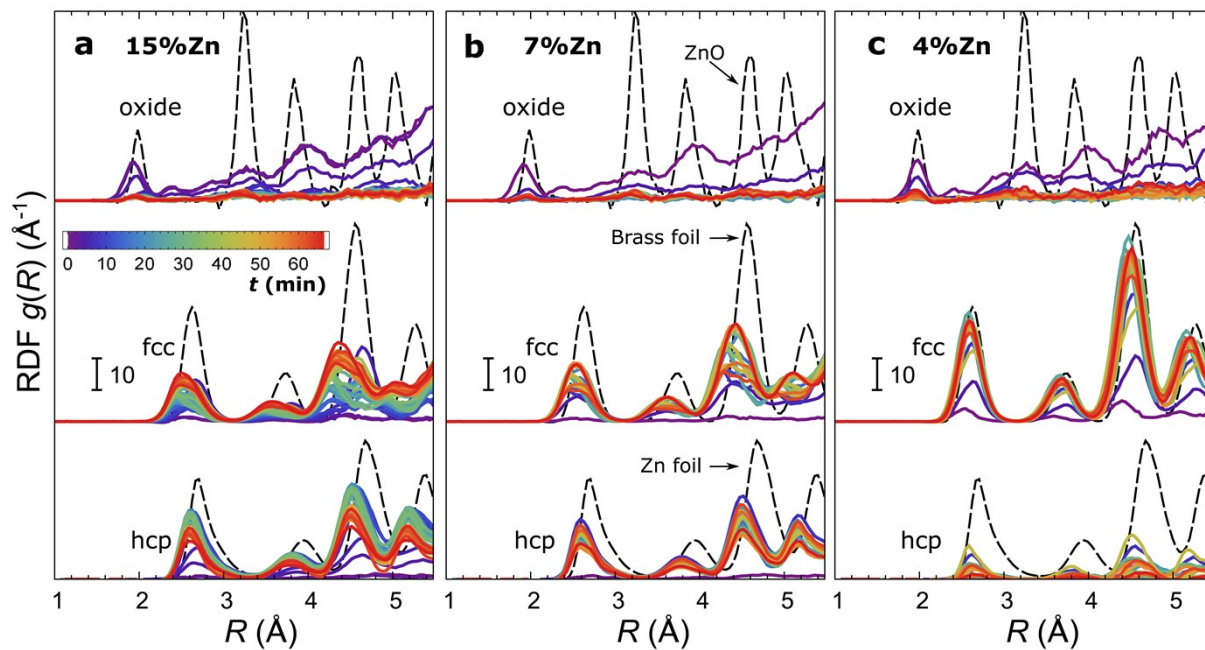 a 15%Zn
b 7%Zn
c 4%Zn
ZnO
oxide
oxide
oxide
RDF g(R) (Å⁻¹)
0 10 20 30 40 50 60
t (min)
Brass foil
fcc
fcc
fcc
10
10
10
Zn foil
hcp
hcp
hcp
1 2 3 4 5
1 2 3 4 5
1 2 3 4 5
R (Å)
R (Å)
R (Å)